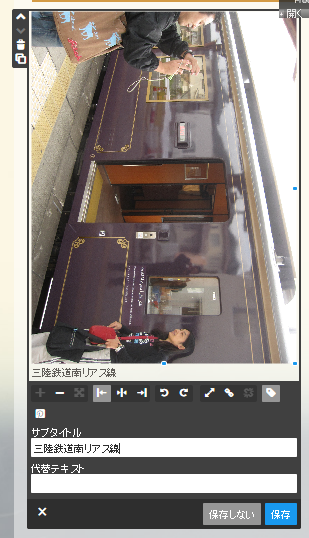 開く
三陸鉄道南リアス線
サブタイトル
三陸鉄道南リアス線
代替テキスト
保存しない
保存